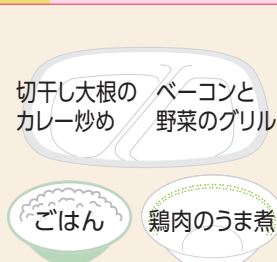 切干し大根の
カレー炒め
ベーコンと
野菜のグリル
ごはん
鶏肉のうま煮